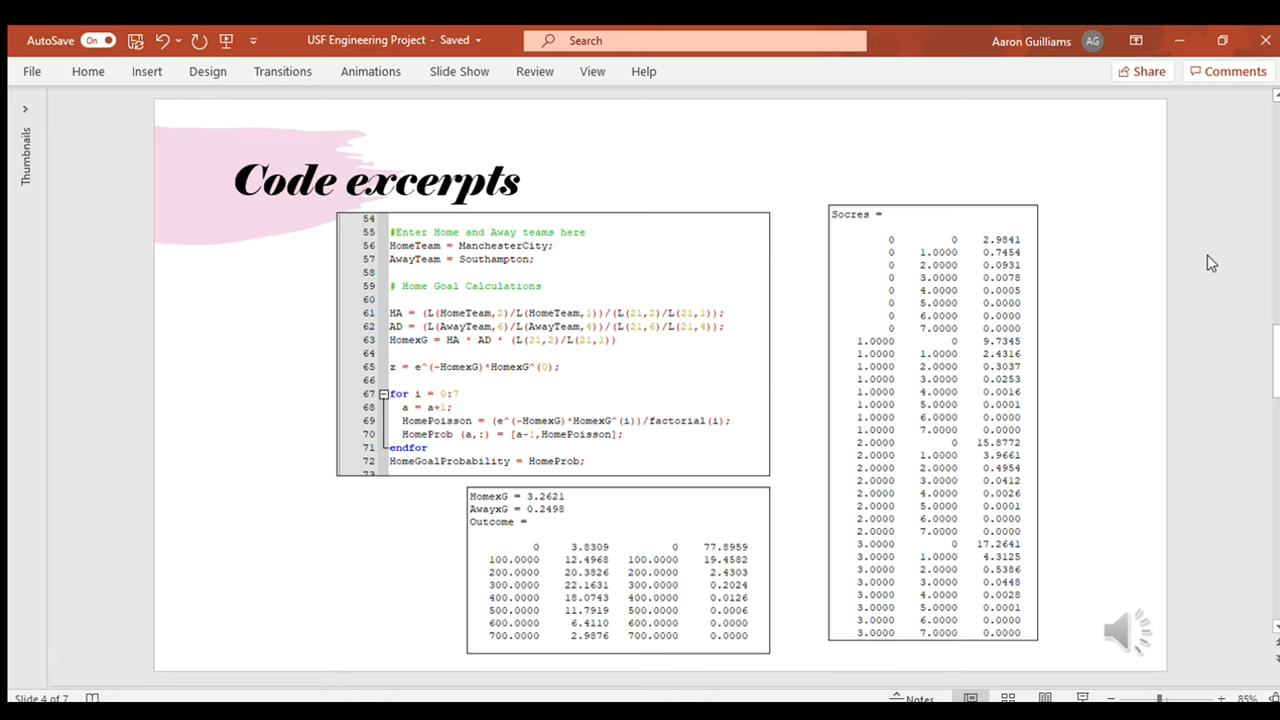 AutoSave On USF Engineering Project - Saved Search Aaron Guilliams AG
File Home Insert Design Transitions Animations Slide Show Review View Help Share Comments
Thumbnails
Code excerpts
54
55 #Enter Home and Away teams here
56 HomeTeam = ManchesterCity;
57 AwayTeam = Southampton;
58
59 # Home Goal Calculations
60
61 HA = (L(HomeTeam,2)/L(HomeTeam,1))/(L(21,2)/L(21,1));
62 AD = (L(AwayTeam,6)/L(AwayTeam,4))/(L(21,6)/L(21,4));
63 HomexG = HA * AD * (L(21,2)/L(21,1))
64
65 z = e^(-HomexG)*HomexG^(0);
66
67 for i = 0:7
68 a = a+1;
69 HomePoisson = (e^(-HomexG)*HomexG^(i))/factorial(i);
70 HomeProb (a,:) = [a-1,HomePoisson];
71 endfor
72 HomeGoalProbability = HomeProb;
73
HomexG = 3.2621
AwayxG = 0.2498
Outcome =
0 3.8309 0 77.8959
100.0000 12.4968 100.0000 19.4582
200.0000 20.3826 200.0000 2.4303
300.0000 22.1631 300.0000 0.2024
400.0000 18.0743 400.0000 0.0126
500.0000 11.7919 500.0000 0.0006
600.0000 6.4110 600.0000 0.0000
700.0000 2.9876 700.0000 0.0000
Socres =
0 0 2.9841
0 1.0000 0.7454
0 2.0000 0.0931
0 3.0000 0.0078
0 4.0000 0.0005
0 5.0000 0.0000
0 6.0000 0.0000
0 7.0000 0.0000
1.0000 0 9.7345
1.0000 1.0000 2.4316
1.0000 2.0000 0.3037
1.0000 3.0000 0.0253
1.0000 4.0000 0.0016
1.0000 5.0000 0.0001
1.0000 6.0000 0.0000
1.0000 7.0000 0.0000
2.0000 0 15.8772
2.0000 1.0000 3.9661
2.0000 2.0000 0.4954
2.0000 3.0000 0.0412
2.0000 4.0000 0.0026
2.0000 5.0000 0.0001
2.0000 6.0000 0.0000
2.0000 7.0000 0.0000
3.0000 0 17.2641
3.0000 1.0000 4.3125
3.0000 2.0000 0.5386
3.0000 3.0000 0.0448
3.0000 4.0000 0.0028
3.0000 5.0000 0.0001
3.0000 6.0000 0.0000
3.0000 7.0000 0.0000
Slide 4 of 7 Notes 85%